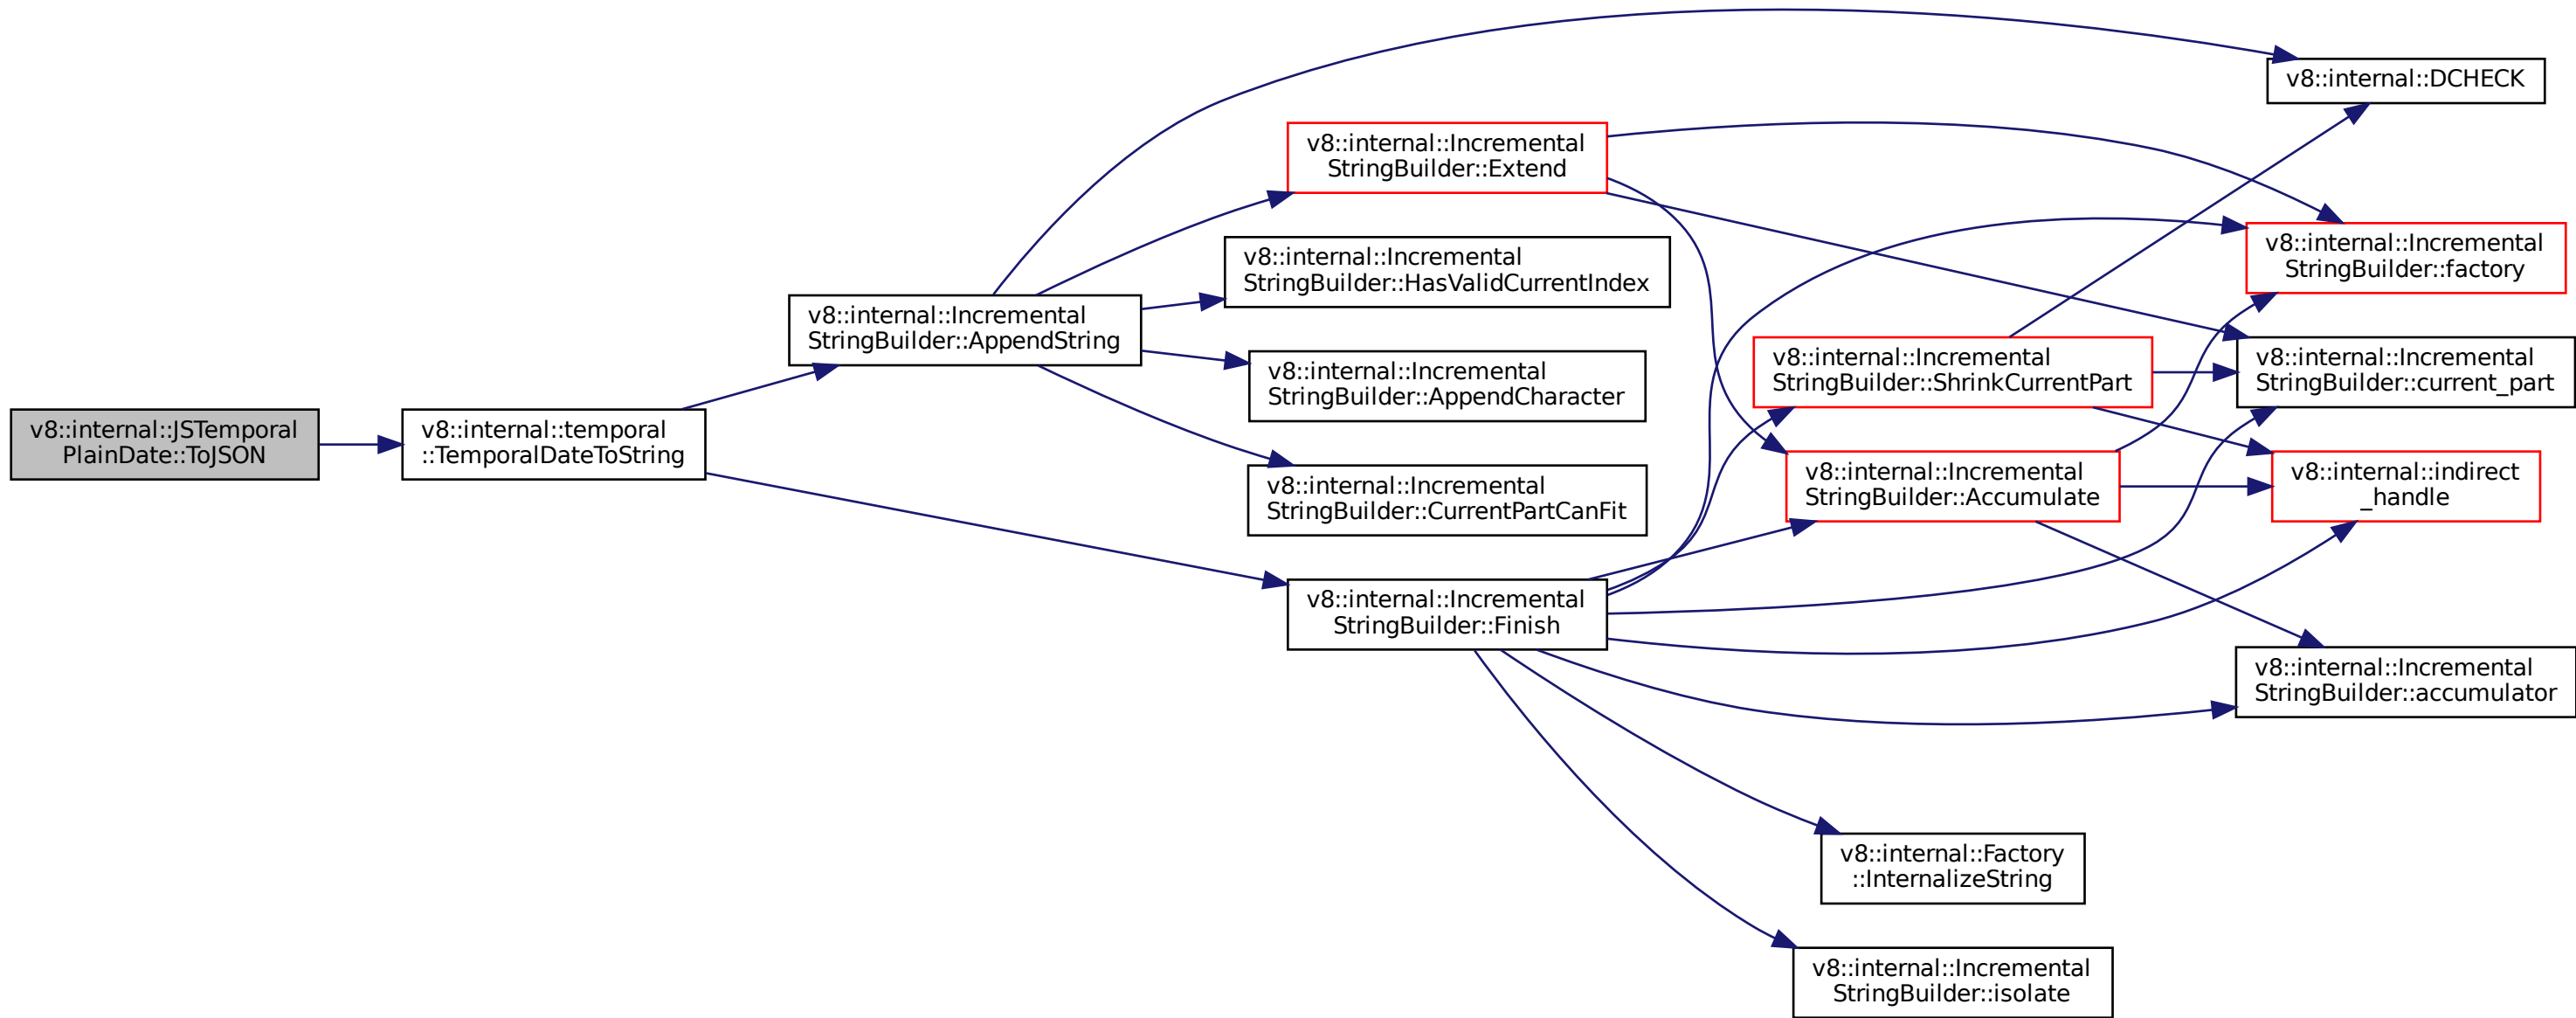 v8::internal::JSTemporal
PlainDate::ToJSON
v8::internal::temporal
::TemporalDateToString
v8::internal::Incremental
StringBuilder::AppendString
v8::internal::Incremental
StringBuilder::Extend
v8::internal::Incremental
StringBuilder::HasValidCurrentIndex
v8::internal::Incremental
StringBuilder::AppendCharacter
v8::internal::Incremental
StringBuilder::CurrentPartCanFit
v8::internal::Incremental
StringBuilder::Finish
v8::internal::Incremental
StringBuilder::ShrinkCurrentPart
v8::internal::Incremental
StringBuilder::Accumulate
v8::internal::Factory
::InternalizeString
v8::internal::Incremental
StringBuilder::isolate
v8::internal::DCHECK
v8::internal::Incremental
StringBuilder::factory
v8::internal::Incremental
StringBuilder::current_part
v8::internal::indirect
_handle
v8::internal::Incremental
StringBuilder::accumulator